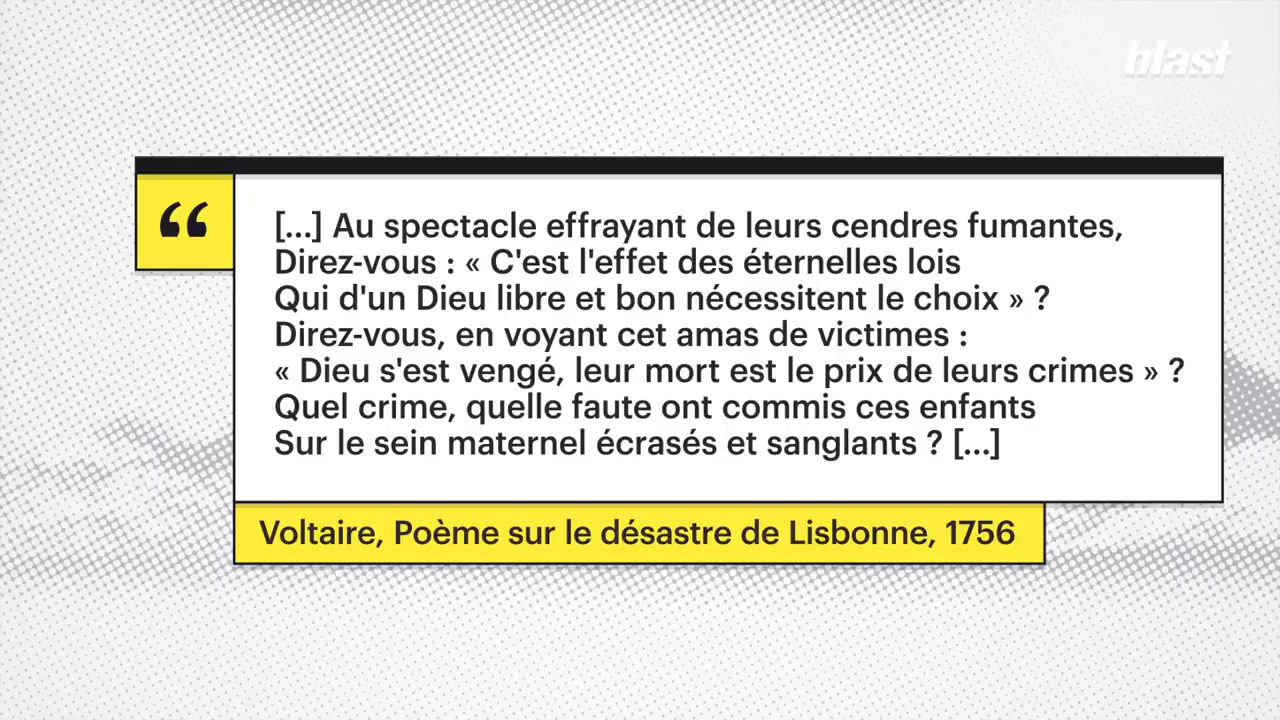 blast
“
[...] Au spectacle effrayant de leurs cendres fumantes,
Direz-vous : « C'est l'effet des éternelles lois
Qui d'un Dieu libre et bon nécessitent le choix » ?
Direz-vous, en voyant cet amas de victimes :
« Dieu s'est vengé, leur mort est le prix de leurs crimes » ?
Quel crime, quelle faute ont commis ces enfants
Sur le sein maternel écrasés et sanglants ? [...]
Voltaire, Poème sur le désastre de Lisbonne, 1756